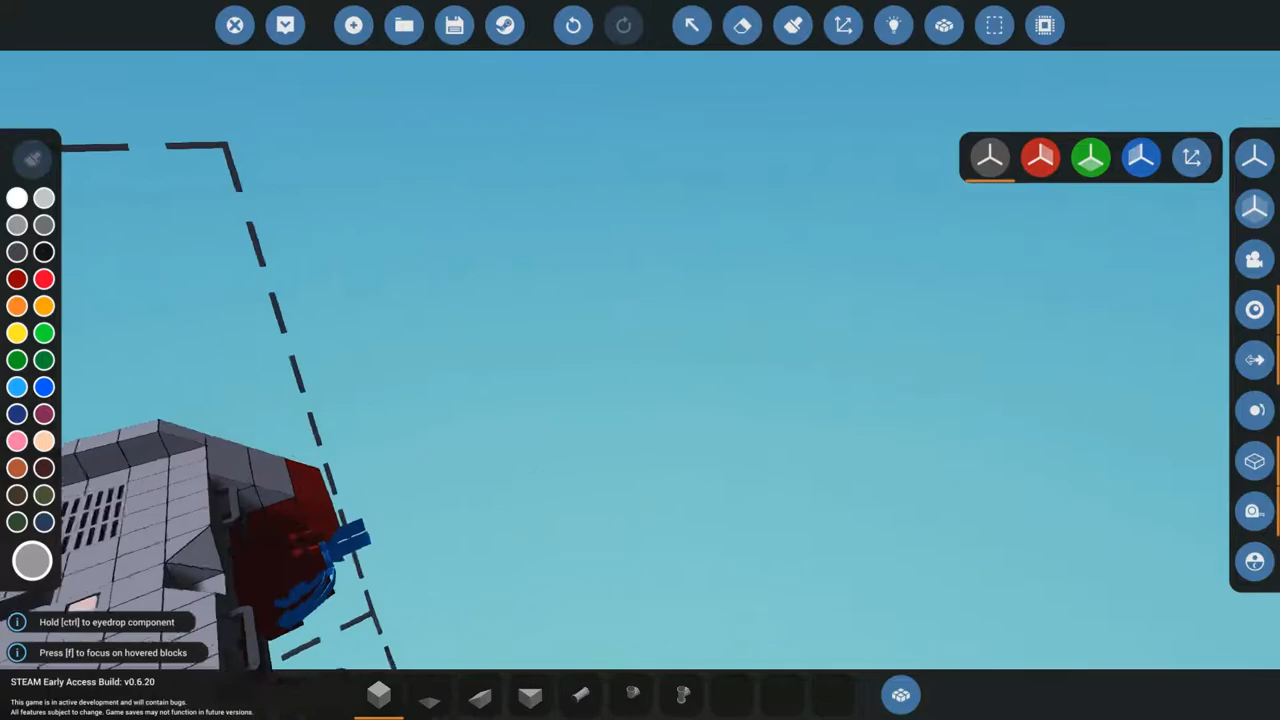 Hold [ctrl] to eyedrop component
Press [f] to focus on hovered blocks
STEAM Early Access Build: v0.6.20
This game is in active development and will contain bugs.
All features subject to change. Game saves may not function in future versions.